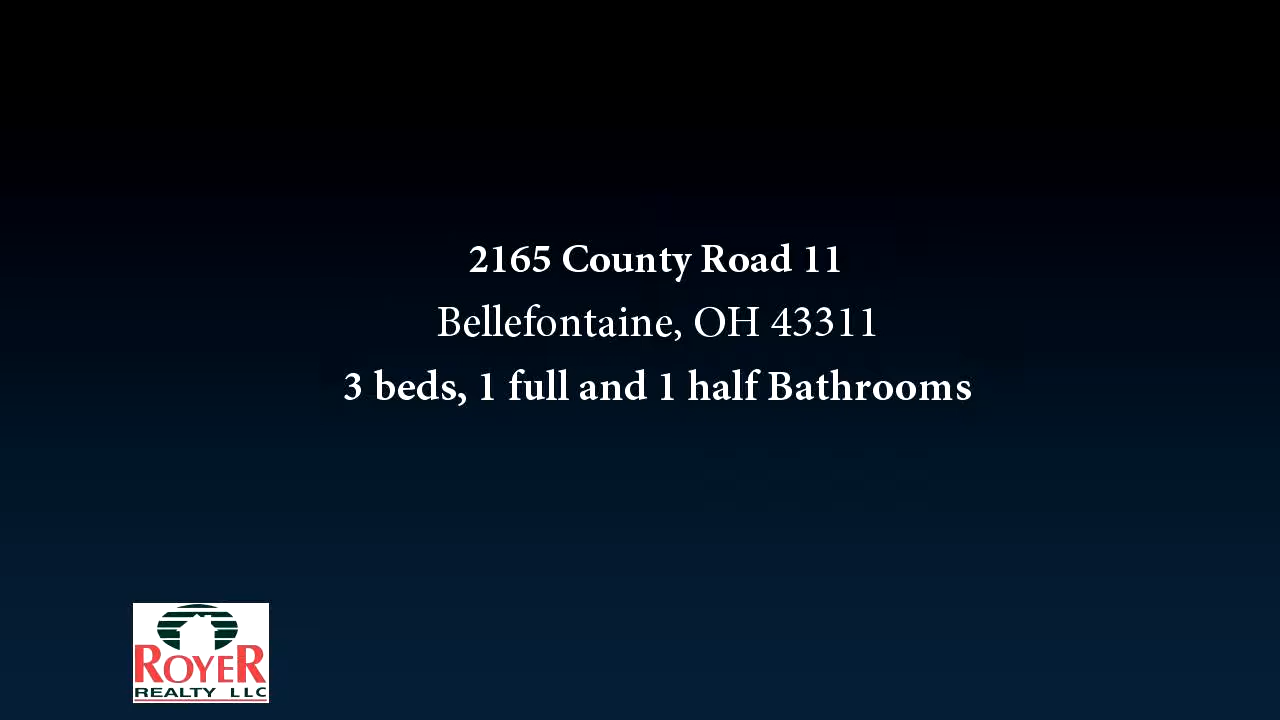 2165 County Road 11
Bellefontaine, OH 43311
3 beds, 1 full and 1 half Bathrooms
ROYER
REALTY LLC